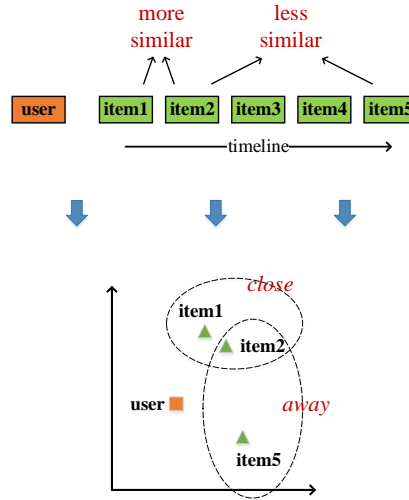 more
similar
less
similar
user
item1
item2
item3
item4
item5
timeline
close
item1
item2
user
away
item5